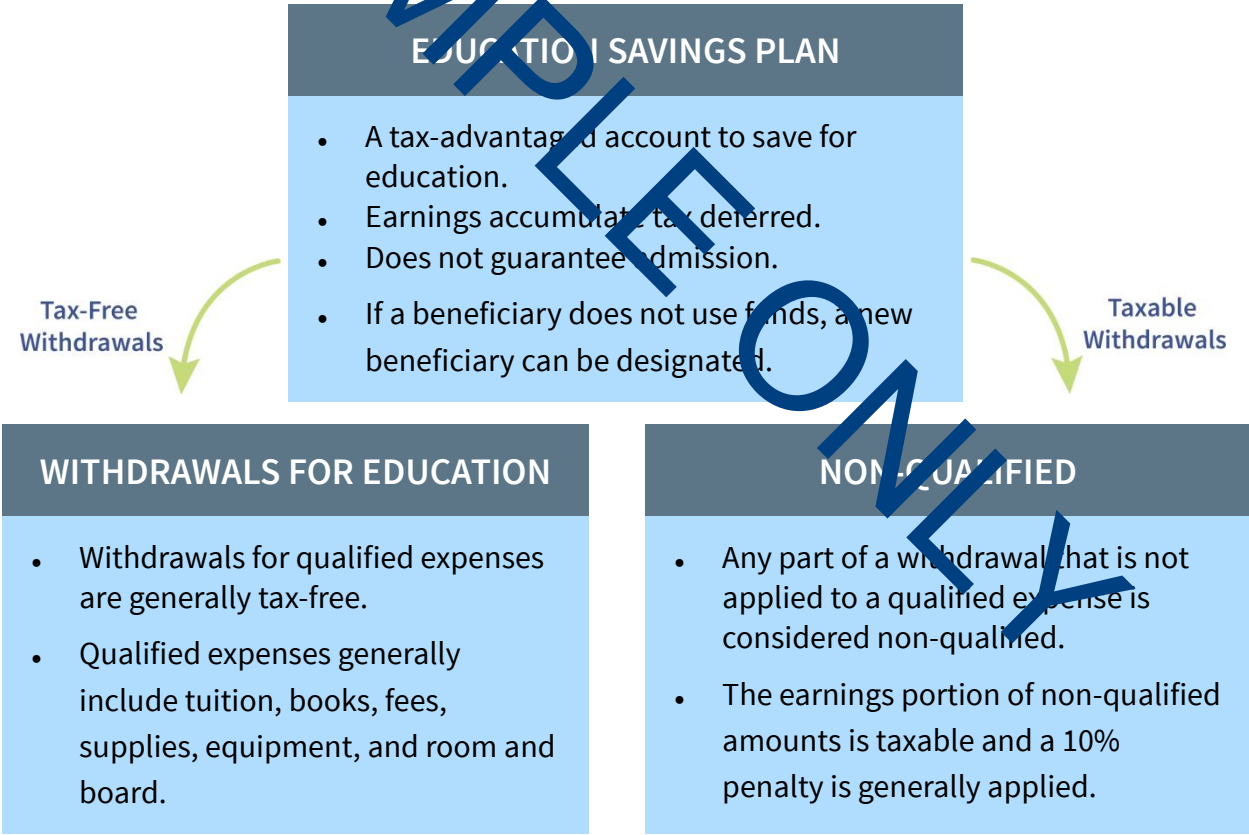 EDUCATION SAVINGS PLAN
• A tax-advantaged account to save for
education.
• Earnings accumulate tax deferred.
• Does not guarantee admission.
• If a beneficiary does not use funds, a new
beneficiary can be designated.
Tax-Free
Withdrawals
Taxable
Withdrawals
WITHDRAWALS FOR EDUCATION
• Withdrawals for qualified expenses
are generally tax-free.
• Qualified expenses generally
include tuition, books, fees,
supplies, equipment, and room and
board.
NON-QUALIFIED
• Any part of a withdrawal that is not
applied to a qualified expense is
considered non-qualified.
• The earnings portion of non-qualified
amounts is taxable and a 10%
penalty is generally applied.
MPLE ONLY